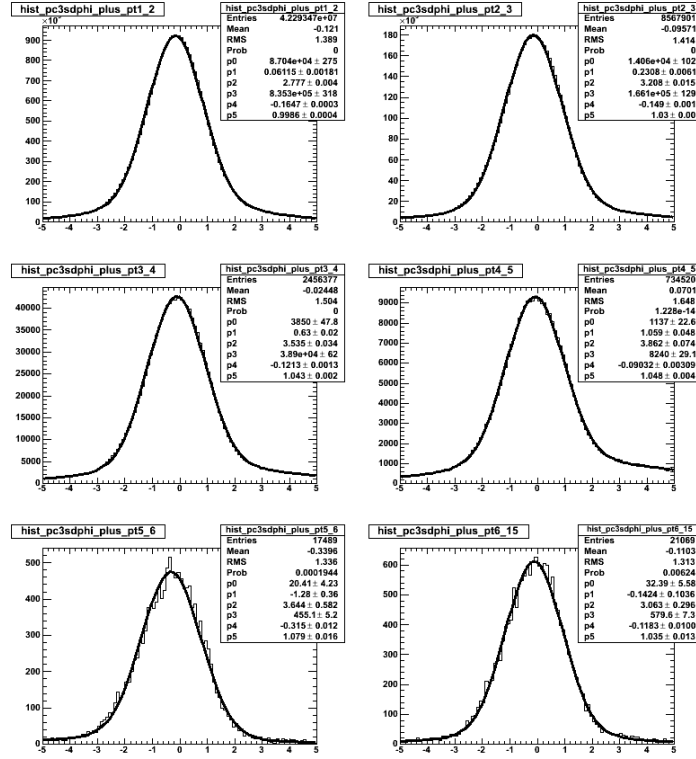 hist_pc3sdphi_plus_pt1_2
×10³
hist_pc3sdphi_plus_pt1_2
Entries 4.229347e+07
Mean -0.121
RMS 1.389
Prob 0
p0 8.704e+04 ± 275
p1 0.06115 ± 0.00181
p2 2.777 ± 0.004
p3 8.353e+05 ± 318
p4 -0.1647 ± 0.0003
p5 0.9986 ± 0.0004
900
800
700
600
500
400
300
200
100
0
-5 -4 -3 -2 -1 0 1 2 3 4 5
hist_pc3sdphi_plus_pt2_3
×10³
hist_pc3sdphi_plus_pt2_3
Entries 8567901
Mean -0.09571
RMS 1.414
Prob 0
p0 1.406e+04 ± 102
p1 0.2308 ± 0.0061
p2 3.208 ± 0.015
p3 1.661e+05 ± 129
p4 -0.149 ± 0.001
p5 1.03 ± 0.00
180
160
140
120
100
80
60
40
20
0
-5 -4 -3 -2 -1 0 1 2 3 4 5
hist_pc3sdphi_plus_pt3_4
hist_pc3sdphi_plus_pt3_4
Entries 2456377
Mean -0.02448
RMS 1.504
Prob 0
p0 3850 ± 47.8
p1 0.63 ± 0.02
p2 3.535 ± 0.034
p3 3.89e+04 ± 62
p4 -0.1213 ± 0.0013
p5 1.043 ± 0.002
40000
35000
30000
25000
20000
15000
10000
5000
0
-5 -4 -3 -2 -1 0 1 2 3 4 5
hist_pc3sdphi_plus_pt4_5
hist_pc3sdphi_plus_pt4_5
Entries 734520
Mean 0.0701
RMS 1.648
Prob 1.228e-14
p0 1137 ± 22.6
p1 1.059 ± 0.048
p2 3.862 ± 0.074
p3 8240 ± 29.1
p4 -0.09032 ± 0.00309
p5 1.048 ± 0.004
9000
8000
7000
6000
5000
4000
3000
2000
1000
0
-5 -4 -3 -2 -1 0 1 2 3 4 5
hist_pc3sdphi_plus_pt5_6
hist_pc3sdphi_plus_pt5_6
Entries 17489
Mean -0.3396
RMS 1.336
Prob 0.0001944
p0 20.41 ± 4.23
p1 -1.28 ± 0.36
p2 3.644 ± 0.582
p3 455.1 ± 5.2
p4 -0.315 ± 0.012
p5 1.079 ± 0.016
500
400
300
200
100
0
-5 -4 -3 -2 -1 0 1 2 3 4 5
hist_pc3sdphi_plus_pt6_15
hist_pc3sdphi_plus_pt6_15
Entries 21069
Mean -0.1103
RMS 1.313
Prob 0.00624
p0 32.39 ± 5.58
p1 -0.1424 ± 0.1036
p2 3.063 ± 0.296
p3 579.6 ± 7.3
p4 -0.1183 ± 0.0100
p5 1.035 ± 0.013
600
500
400
300
200
100
0
-5 -4 -3 -2 -1 0 1 2 3 4 5